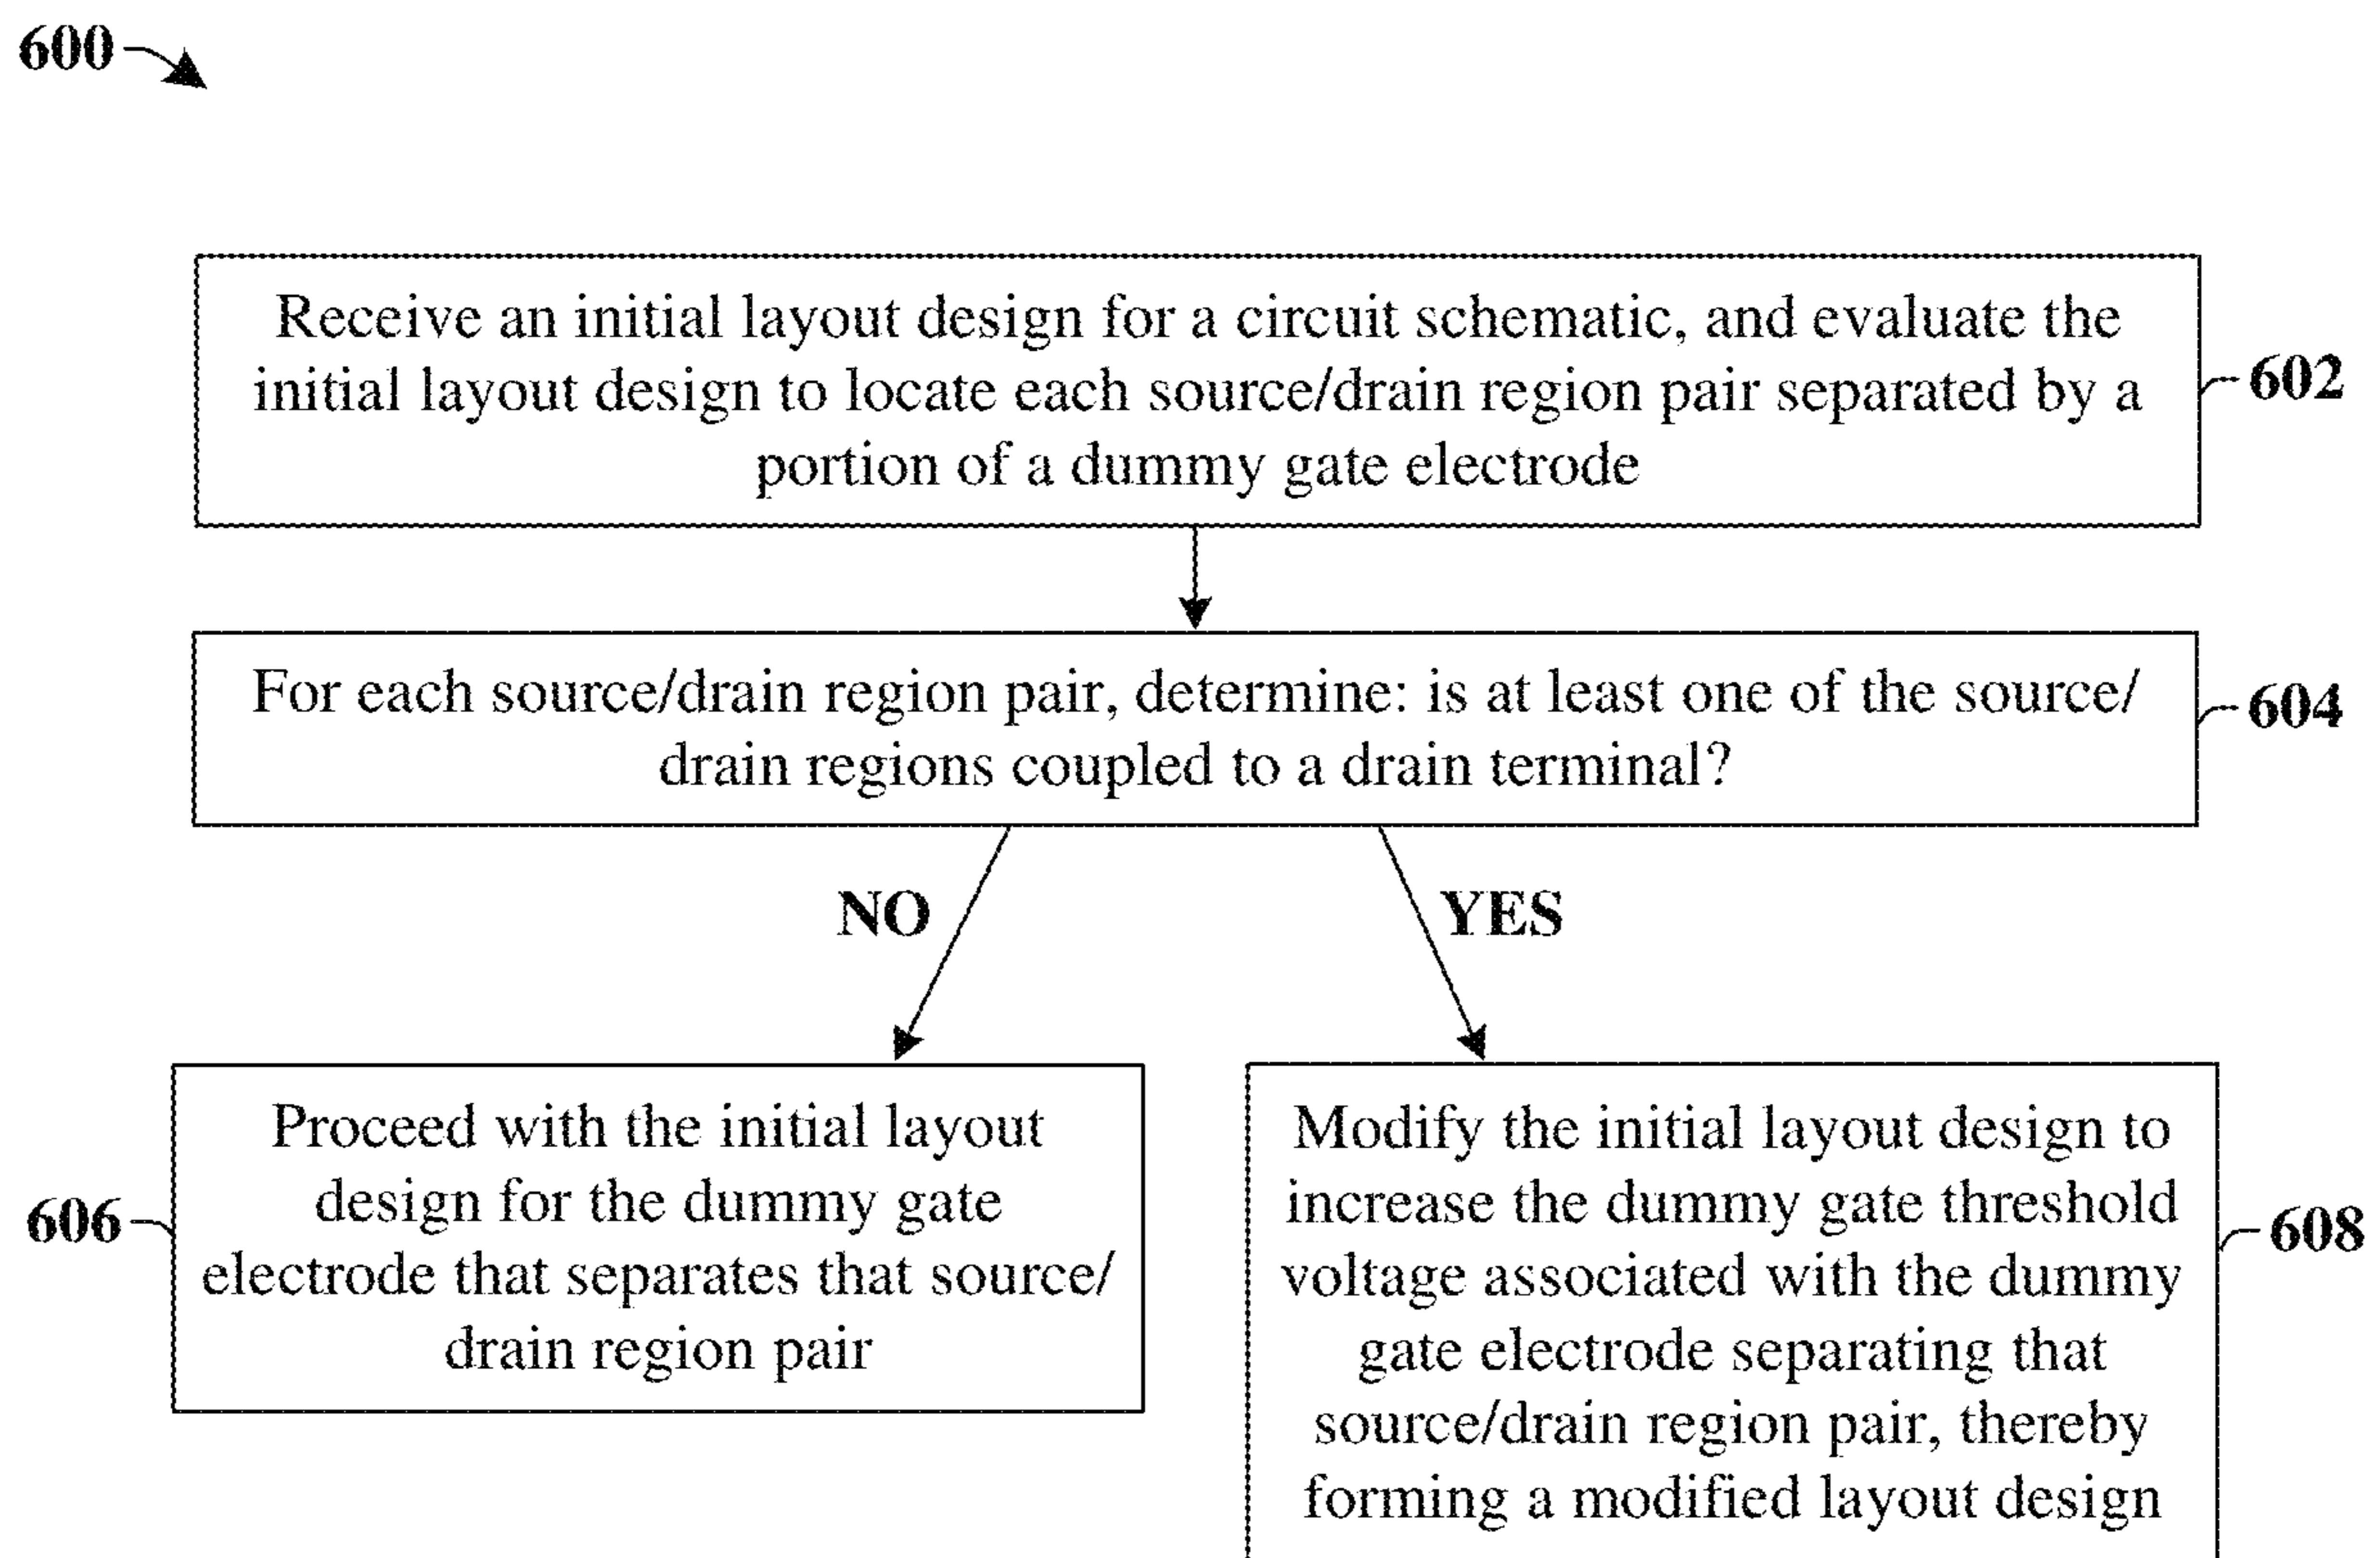 600
Receive an initial layout design for a circuit schematic, and evaluate the
initial layout design to locate each source/drain region pair separated by a
portion of a dummy gate electrode
602
For each source/drain region pair, determine: is at least one of the source/
drain regions coupled to a drain terminal?
604
NO
YES
Proceed with the initial layout
design for the dummy gate
electrode that separates that source/
drain region pair
606
Modify the initial layout design to
increase the dummy gate threshold
voltage associated with the dummy
gate electrode separating that
source/drain region pair, thereby
forming a modified layout design
608